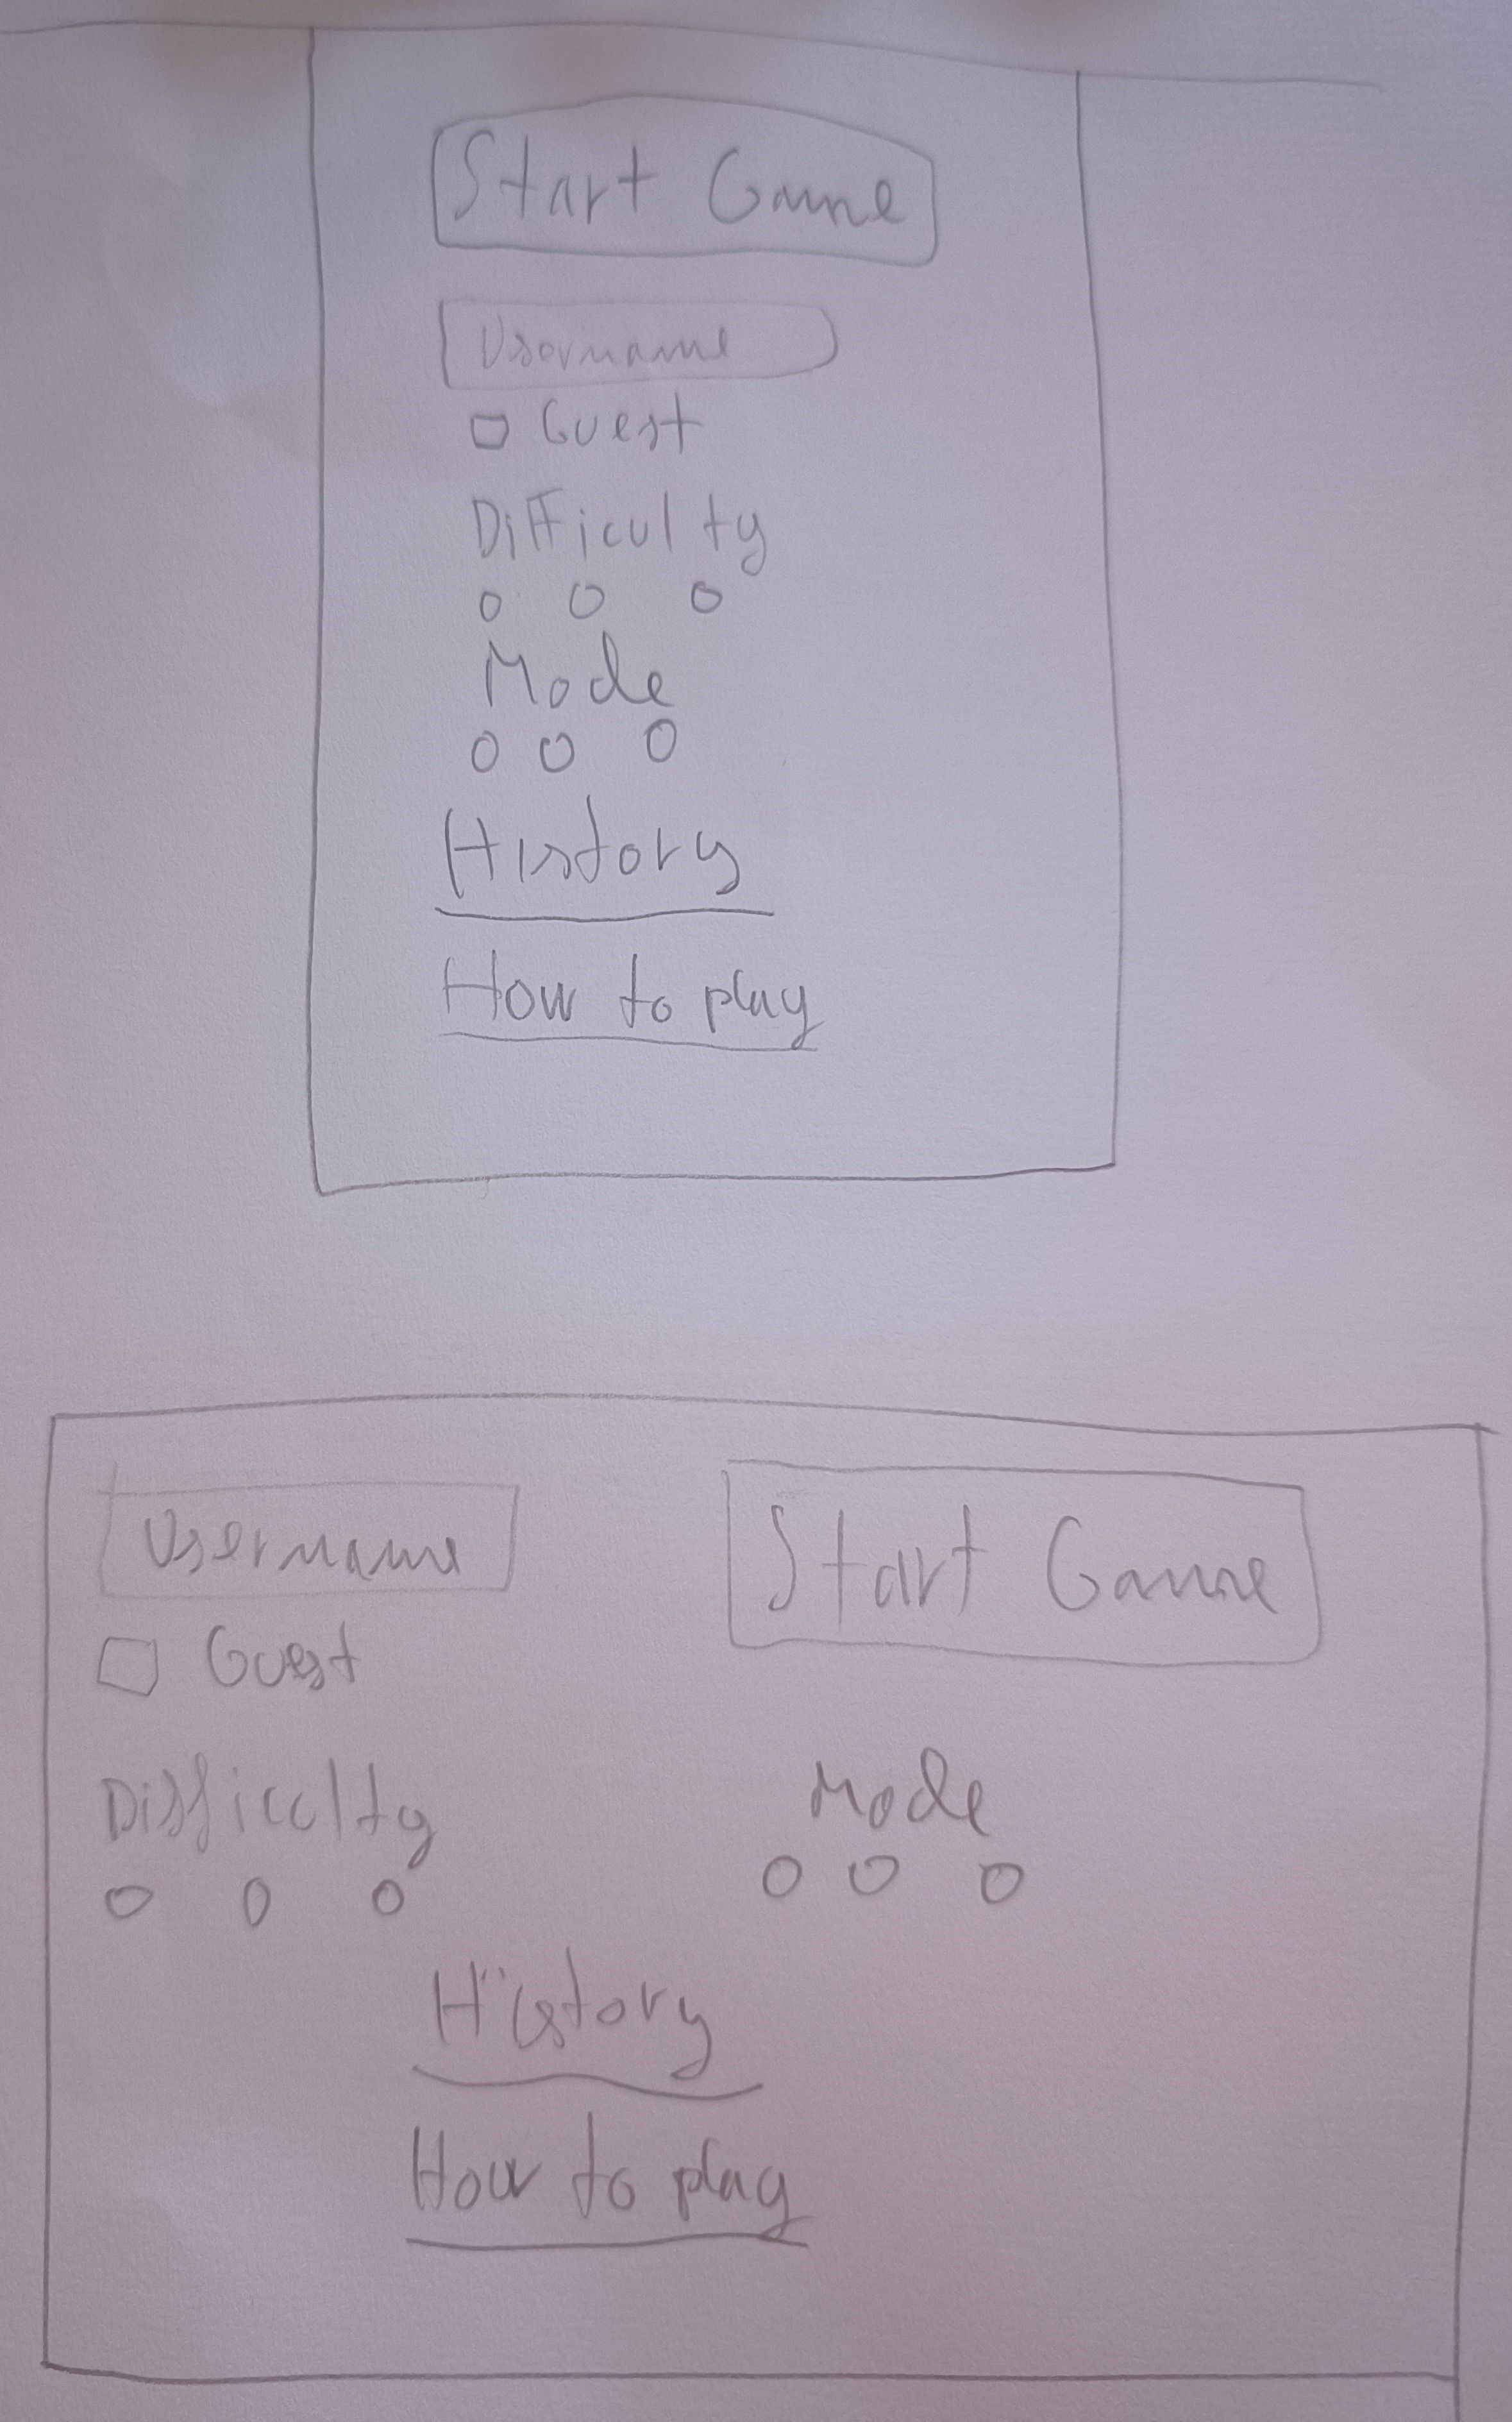 Start Game
Username
Guest
Difficulty
Mode
History
How to play
Username
Start Game
Guest
Difficulty
Mode
History
How to play